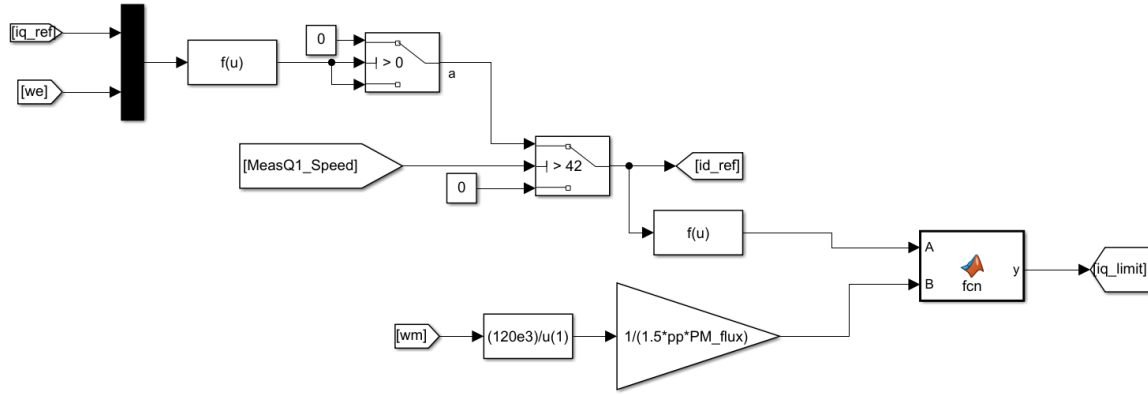 [iq_ref]
[we]
f(u)
0
> 0
a
[MeasQ1_Speed]
> 42
0
[id_ref]
f(u)
A
B
fcn
y
[iq_limit]
[wm]
(120e3)/u(1)
1/(1.5*pp*PM_flux)